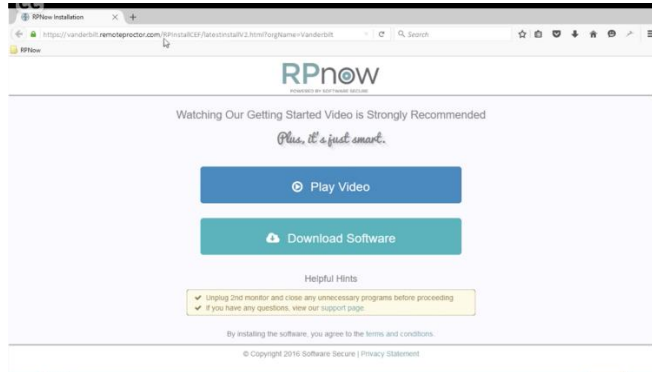 RPNow Installation
https://vanderbilt.remoteproctor.com/RPInstallCEF/latestinstallV2.html?orgName=Vanderbilt
Search
RPNow
RPnow
POWERED BY SOFTWARE SECURE
Watching Our Getting Started Video is Strongly Recommended
Plus, it's just smart.
Play Video
Download Software
Helpful Hints
Unplug 2nd monitor and close any unnecessary programs before proceeding
If you have any questions, view our support page
By installing the software, you agree to the terms and conditions.
© Copyright 2016 Software Secure | Privacy Statement